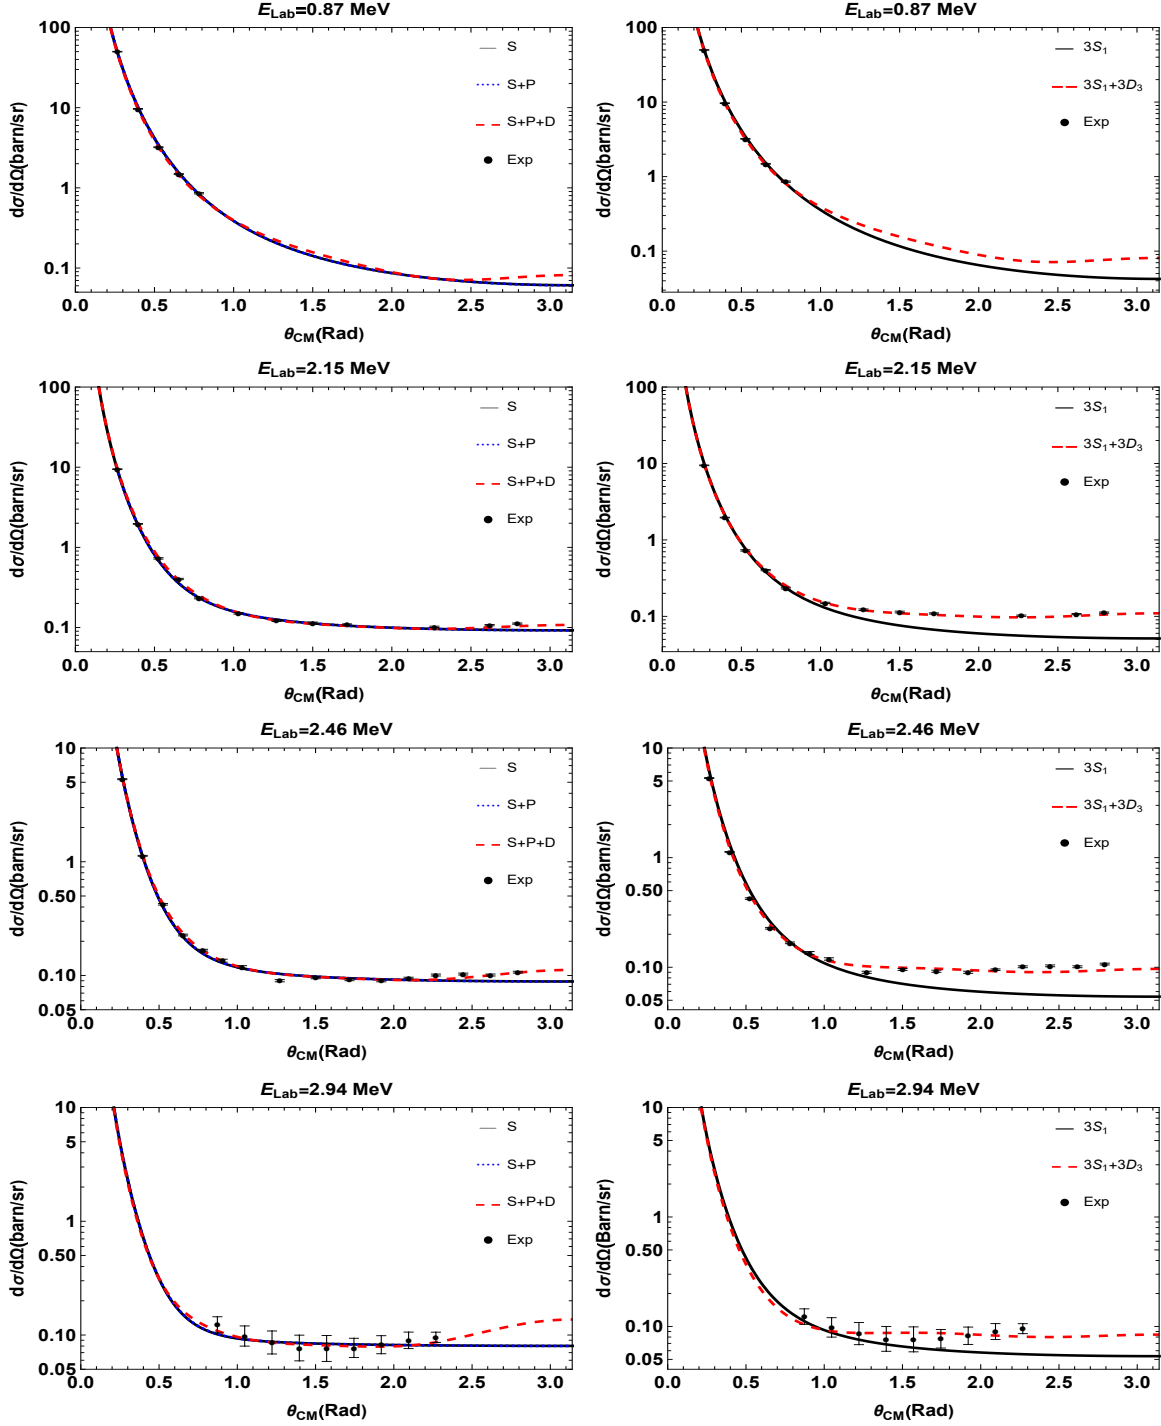 E_Lab=0.87 MeV
dσ/dΩ(barn/sr)
100
10
1
0.1
0.0 0.5 1.0 1.5 2.0 2.5 3.0
θ_CM(Rad)
S
S+P
S+P+D
Exp
E_Lab=0.87 MeV
dσ/dΩ(barn/sr)
100
10
1
0.1
0.0 0.5 1.0 1.5 2.0 2.5 3.0
θ_CM(Rad)
3S₁
3S₁+3D₃
Exp
E_Lab=2.15 MeV
dσ/dΩ(barn/sr)
100
10
1
0.1
0.0 0.5 1.0 1.5 2.0 2.5 3.0
θ_CM(Rad)
S
S+P
S+P+D
Exp
E_Lab=2.15 MeV
dσ/dΩ(barn/sr)
100
10
1
0.1
0.0 0.5 1.0 1.5 2.0 2.5 3.0
θ_CM(Rad)
3S₁
3S₁+3D₃
Exp
E_Lab=2.46 MeV
dσ/dΩ(barn/sr)
10
5
1
0.50
0.10
0.05
0.0 0.5 1.0 1.5 2.0 2.5 3.0
θ_CM(Rad)
S
S+P
S+P+D
Exp
E_Lab=2.46 MeV
dσ/dΩ(barn/sr)
10
5
1
0.50
0.10
0.05
0.0 0.5 1.0 1.5 2.0 2.5 3.0
θ_CM(Rad)
3S₁
3S₁+3D₃
Exp
E_Lab=2.94 MeV
dσ/dΩ(barn/sr)
10
5
1
0.50
0.10
0.05
0.0 0.5 1.0 1.5 2.0 2.5 3.0
θ_CM(Rad)
S
S+P
S+P+D
Exp
E_Lab=2.94 MeV
dσ/dΩ(Barn/sr)
10
5
1
0.50
0.10
0.05
0.0 0.5 1.0 1.5 2.0 2.5 3.0
θ_CM(Rad)
3S₁
3S₁+3D₃
Exp